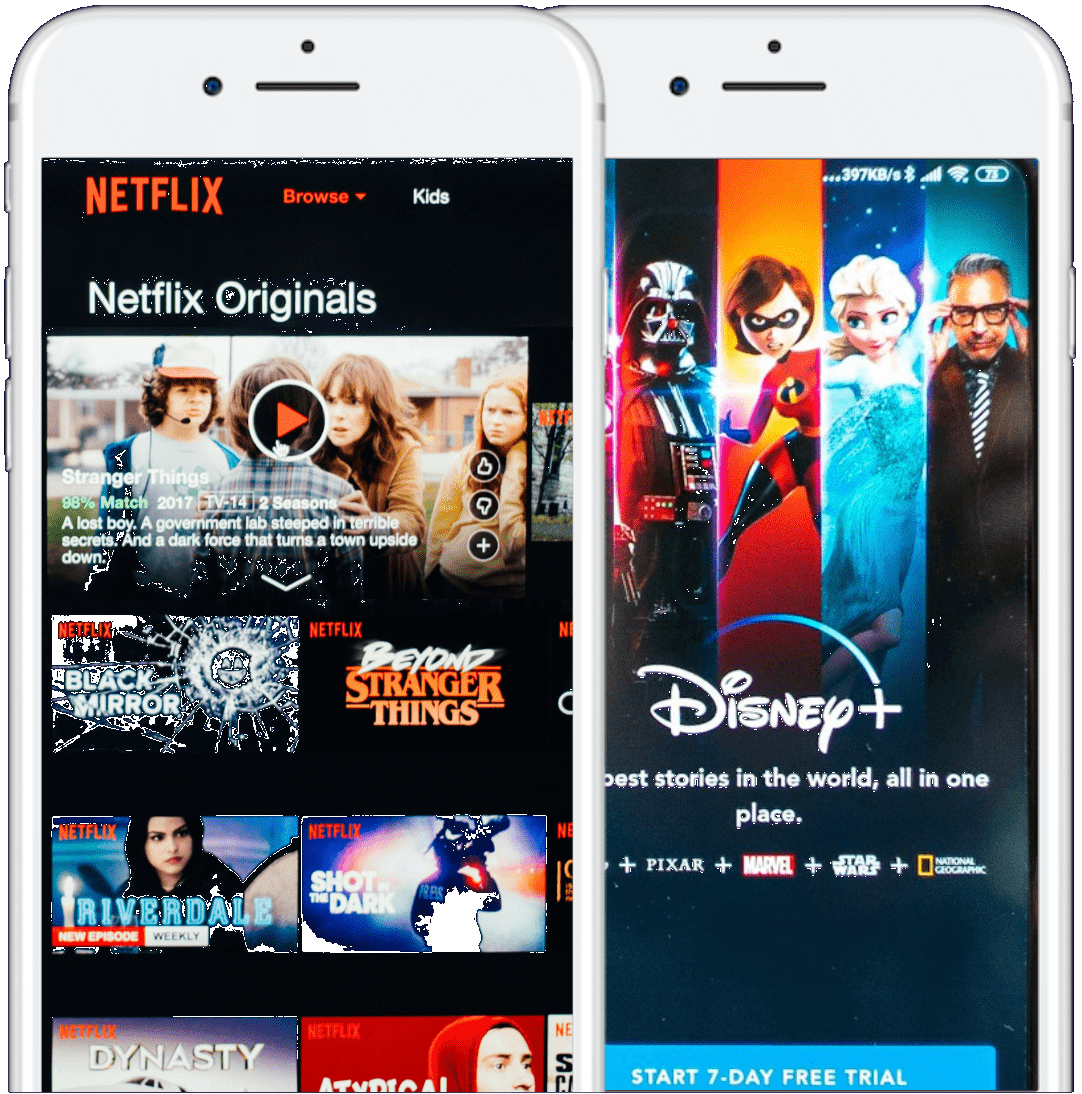 NETFLIX
Browse
Kids
Netflix Originals
Stranger Things
98% Match 2017 TV-14 2 Seasons
A lost boy. A government lab steeped in terrible
secrets. And a dark force that turns a town upside
down.
NETFLIX
BLACK
MIRROR
NETFLIX
BEYOND
STRANGER
THINGS
NETFLIX
RIVERDALE
NEW EPISODE WEEKLY
NETFLIX
SHOT IN
THE DARK
PRESS
NETFLIX
DYNASTY
NETFLIX
ATYPICAL
...397KB/s 73
Disney+
best stories in the world, all in one
place.
+ PIXAR + MARVEL + STAR WARS + NATIONAL GEOGRAPHIC
START 7-DAY FREE TRIAL